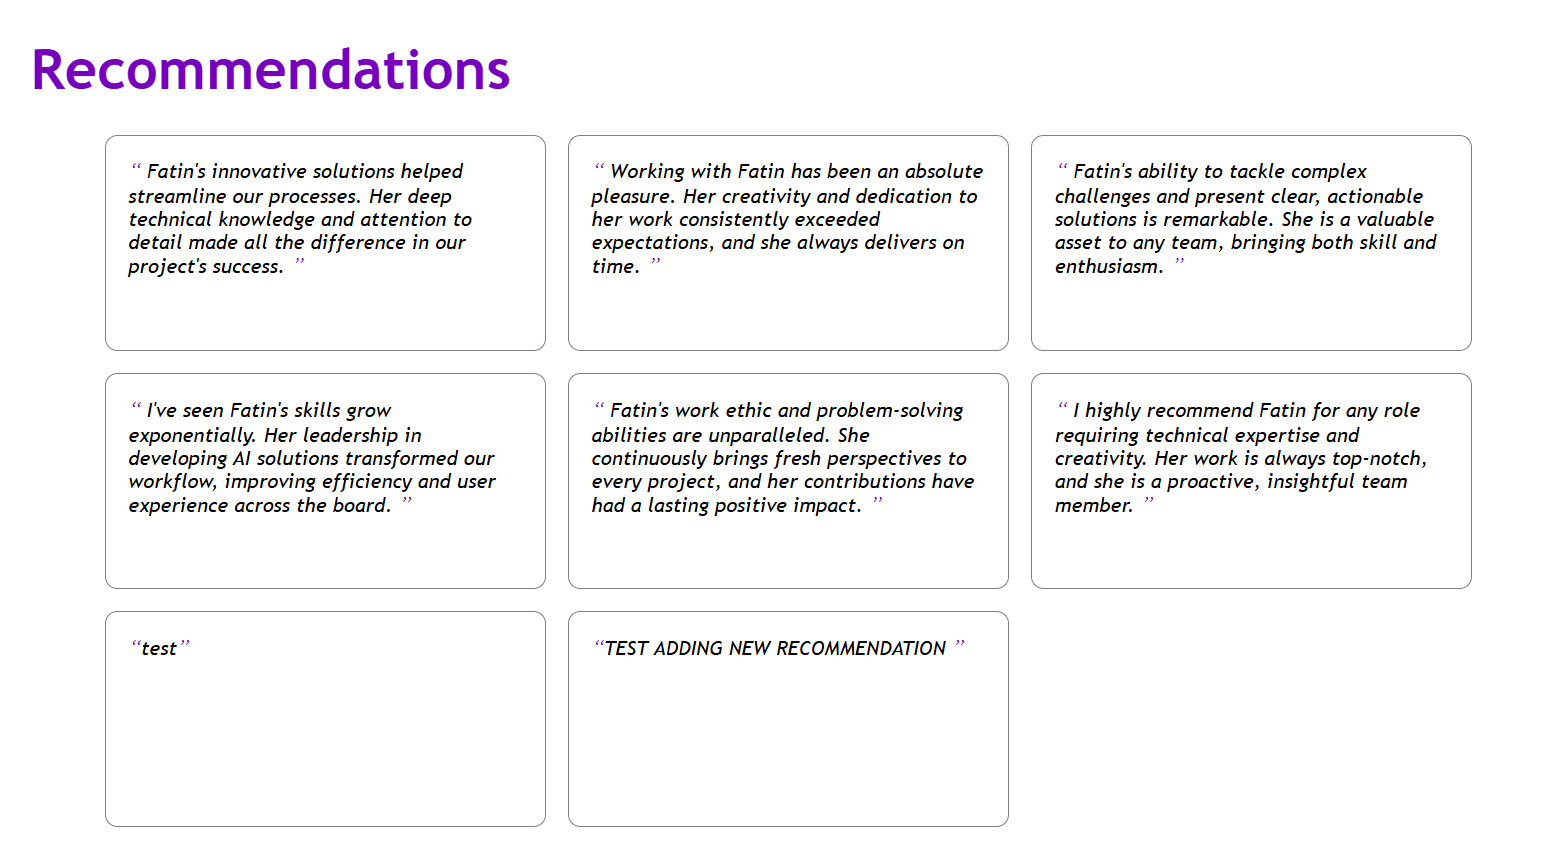 Recommendations
“ Fatin's innovative solutions helped
streamline our processes. Her deep
technical knowledge and attention to
detail made all the difference in our
project's success. ”
“ Working with Fatin has been an absolute
pleasure. Her creativity and dedication to
her work consistently exceeded
expectations, and she always delivers on
time. ”
“ Fatin's ability to tackle complex
challenges and present clear, actionable
solutions is remarkable. She is a valuable
asset to any team, bringing both skill and
enthusiasm. ”
“ I've seen Fatin's skills grow
exponentially. Her leadership in
developing AI solutions transformed our
workflow, improving efficiency and user
experience across the board. ”
“ Fatin's work ethic and problem-solving
abilities are unparalleled. She
continuously brings fresh perspectives to
every project, and her contributions have
had a lasting positive impact. ”
“ I highly recommend Fatin for any role
requiring technical expertise and
creativity. Her work is always top-notch,
and she is a proactive, insightful team
member. ”
“test”
“TEST ADDING NEW RECOMMENDATION ”